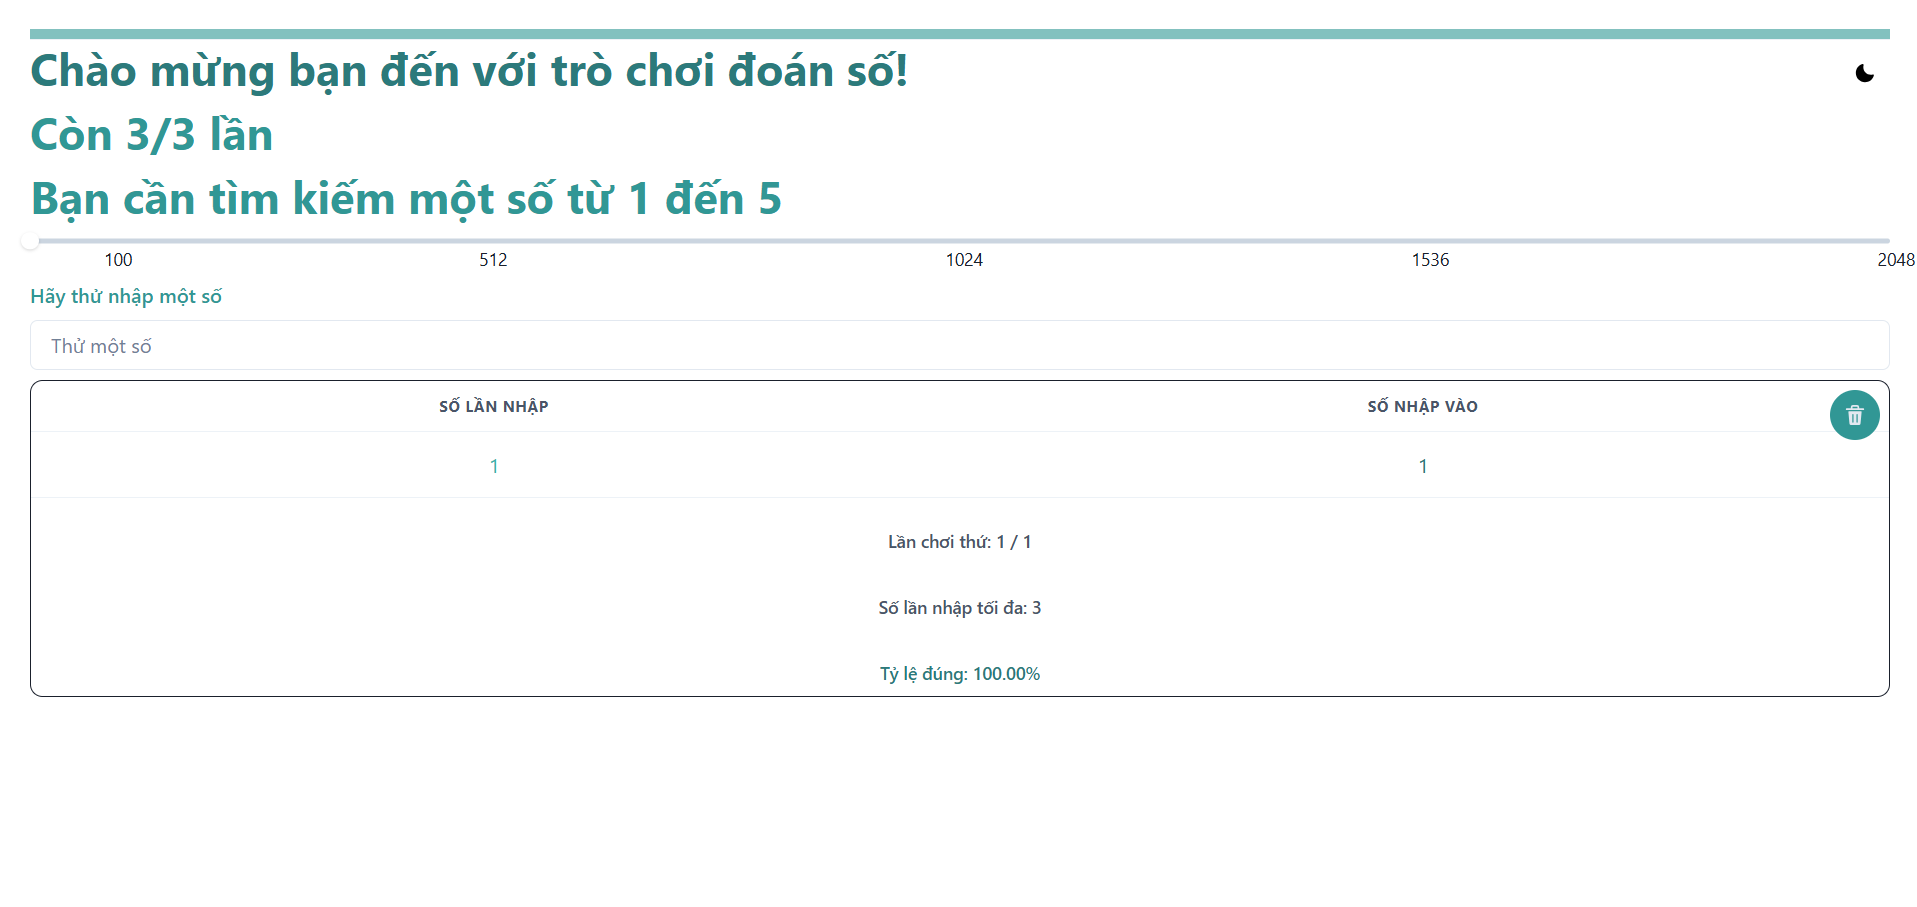 Chào mừng bạn đến với trò chơi đoán số!
Còn 3/3 lần
Bạn cần tìm kiếm một số từ 1 đến 5
100 512 1024 1536 2048
Hãy thử nhập một số
Thử một số
SỐ LẦN NHẬP SỐ NHẬP VÀO
1 1
Lần chơi thứ: 1 / 1
Số lần nhập tối đa: 3
Tỷ lệ đúng: 100.00%